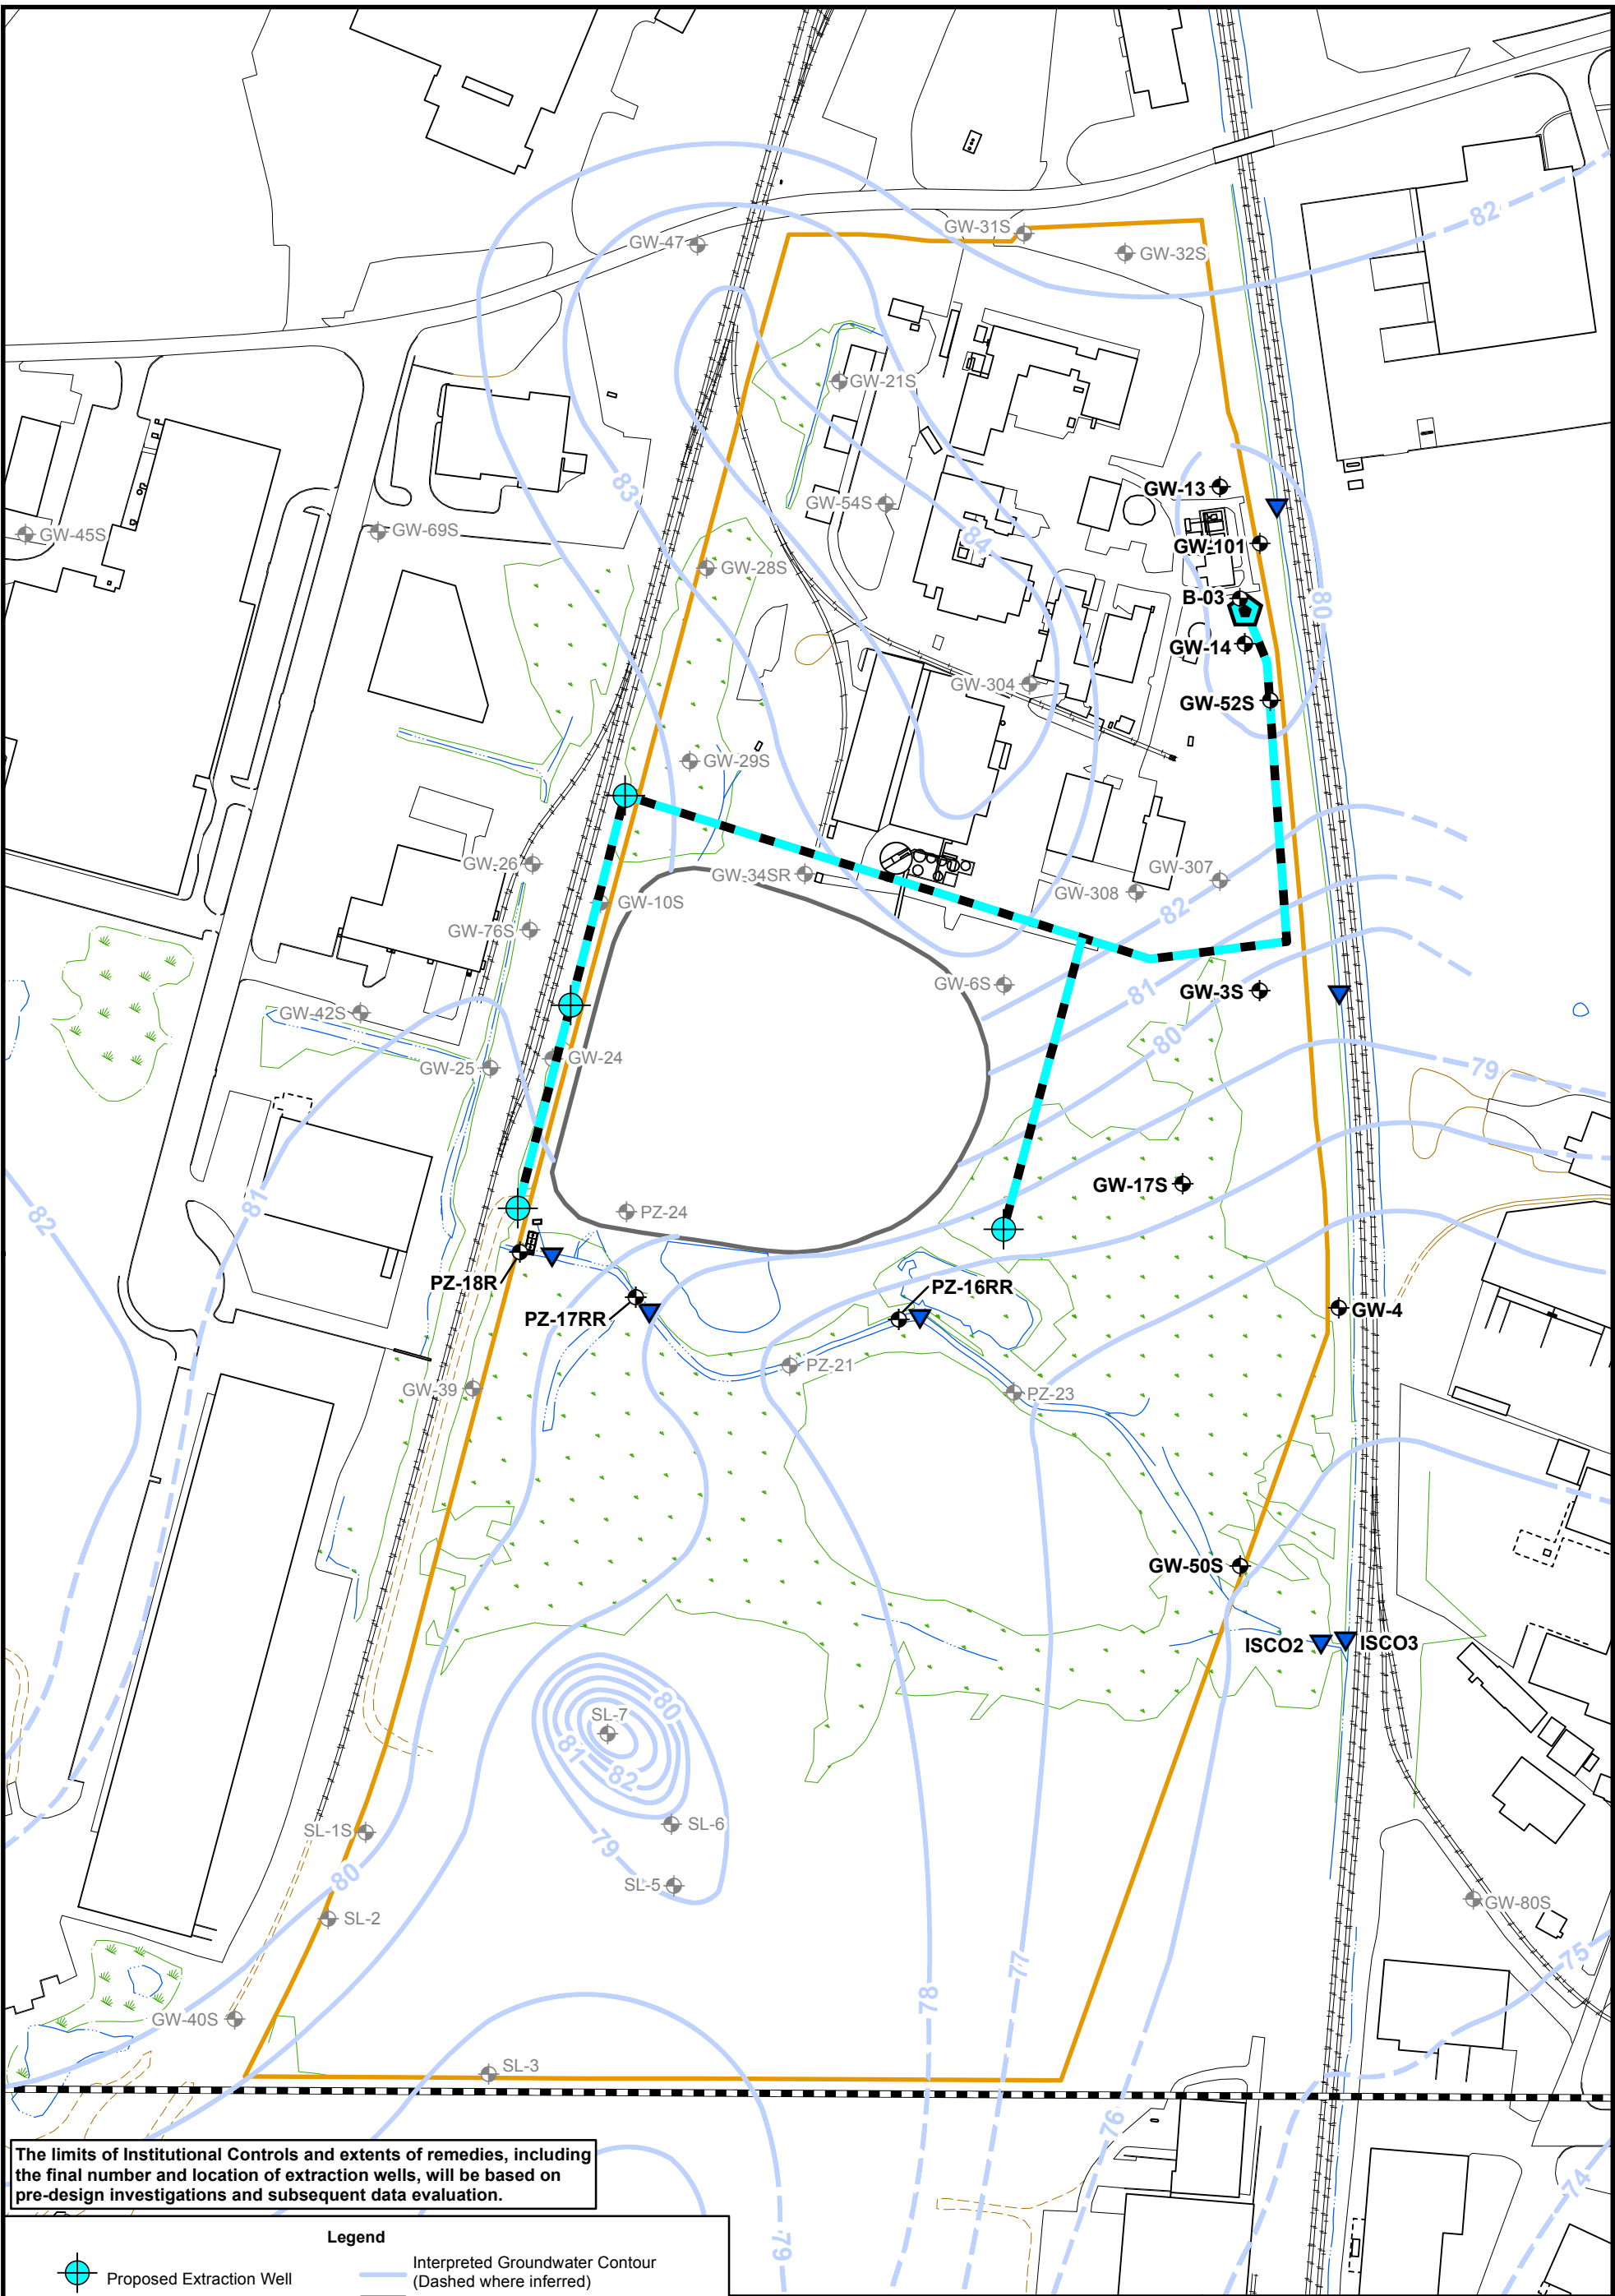 82
GW-31S
GW-47
GW-32S
GW-21S
83
GW-13
GW-54S
GW-45S
GW-69S
84
GW-101
GW-28S
B-03
80
GW-14
GW-304
GW-52S
GW-29S
GW-26
GW-34SR
GW-307
GW-308
GW-10S
82
GW-76S
GW-6S
81
GW-3S
GW-42S
80
GW-25
GW-24
79
GW-17S
81
PZ-24
82
PZ-18R
PZ-16RR
GW-4
PZ-17RR
PZ-21
GW-39
PZ-23
GW-50S
ISCO2
ISCO3
80
SL-7
81
82
SL-1S
SL-6
79
80
SL-5
GW-80S
SL-2
75
77
78
GW-40S
SL-3
76
74
79
The limits of Institutional Controls and extents of remedies, including
the final number and location of extraction wells, will be based on
pre-design investigations and subsequent data evaluation.
Legend
Proposed Extraction Well
Interpreted Groundwater Contour
(Dashed where inferred)